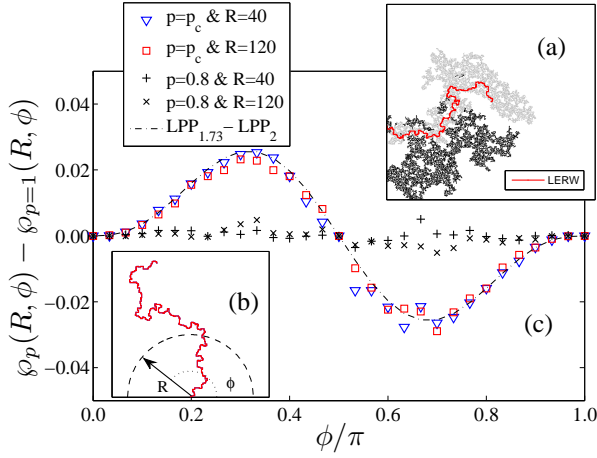 p=p_c & R=40
p=p_c & R=120
p=0.8 & R=40
p=0.8 & R=120
LPP_1.73 − LPP_2
(a)
LERW
℘_p(R,ϕ) − ℘_{p=1}(R,ϕ)
0.04
0.02
0.00
-0.02
-0.04
(b)
R
ϕ
(c)
0.0
0.2
0.4
0.6
0.8
1.0
ϕ/π